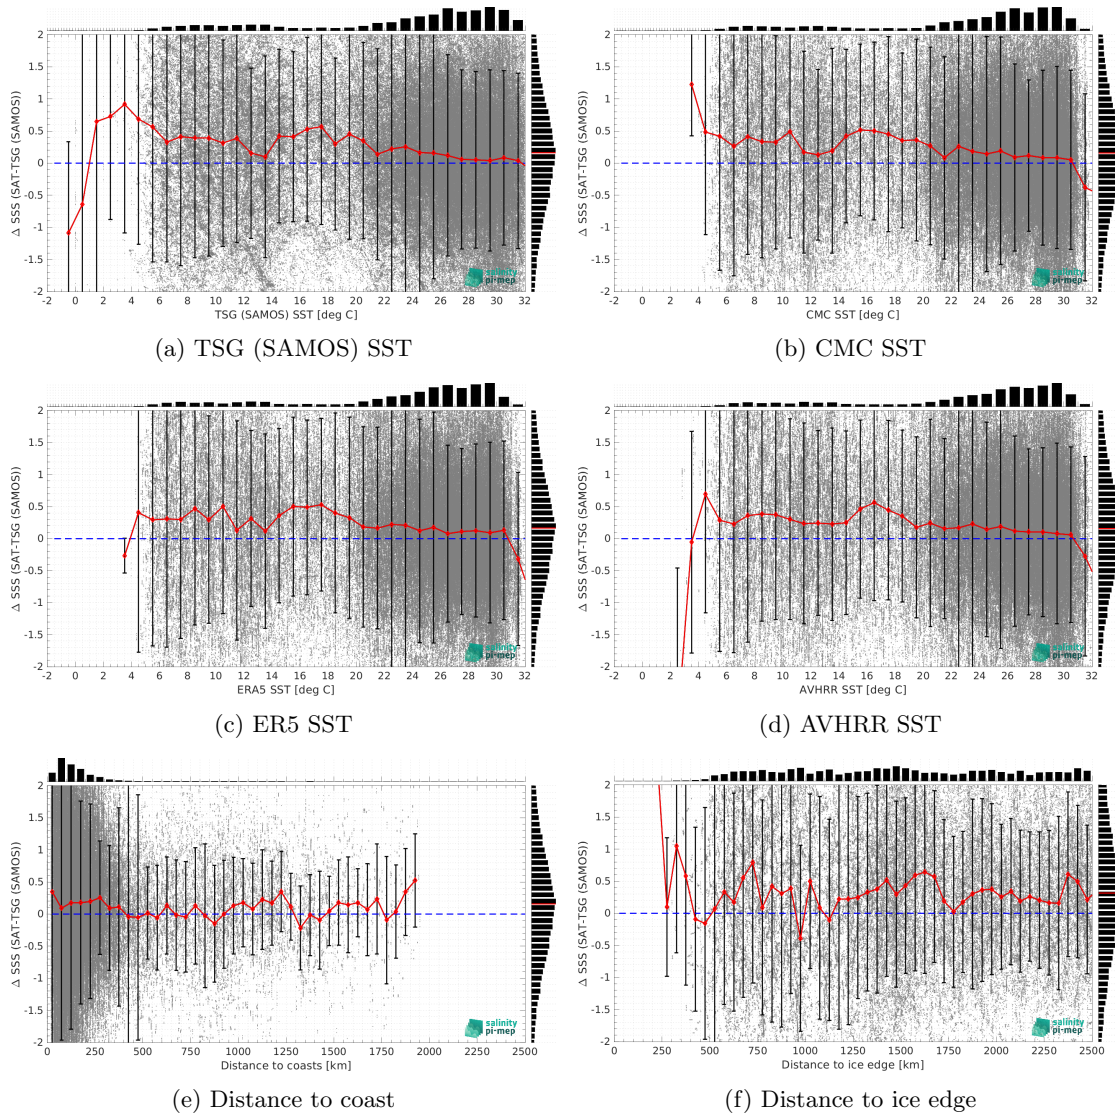 2
1.5
1
0.5
0
-0.5
-1
-1.5
-2
Δ SSS (SAT-TSG (SAMOS))
-2 0 2 4 6 8 10 12 14 16 18 20 22 24 26 28 30 32
TSG (SAMOS) SST [deg C]
salinity
pi-mep
(a) TSG (SAMOS) SST
2
1.5
1
0.5
0
-0.5
-1
-1.5
-2
Δ SSS (SAT-TSG (SAMOS))
-2 0 2 4 6 8 10 12 14 16 18 20 22 24 26 28 30 32
CMC SST [deg C]
salinity
pi-mep
(b) CMC SST
2
1.5
1
0.5
0
-0.5
-1
-1.5
-2
Δ SSS (SAT-TSG (SAMOS))
-2 0 2 4 6 8 10 12 14 16 18 20 22 24 26 28 30 32
ERA5 SST [deg C]
salinity
pi-mep
(c) ER5 SST
2
1.5
1
0.5
0
-0.5
-1
-1.5
-2
Δ SSS (SAT-TSG (SAMOS))
-2 0 2 4 6 8 10 12 14 16 18 20 22 24 26 28 30 32
AVHRR SST [deg C]
salinity
pi-mep
(d) AVHRR SST
2
1.5
1
0.5
0
-0.5
-1
-1.5
-2
Δ SSS (SAT-TSG (SAMOS))
0 250 500 750 1000 1250 1500 1750 2000 2250 2500
Distance to coasts [km]
salinity
pi-mep
(e) Distance to coast
2
1.5
1
0.5
0
-0.5
-1
-1.5
-2
Δ SSS (SAT-TSG (SAMOS))
0 250 500 750 1000 1250 1500 1750 2000 2250 2500
Distance to ice edge [km]
salinity
pi-mep
(f) Distance to ice edge